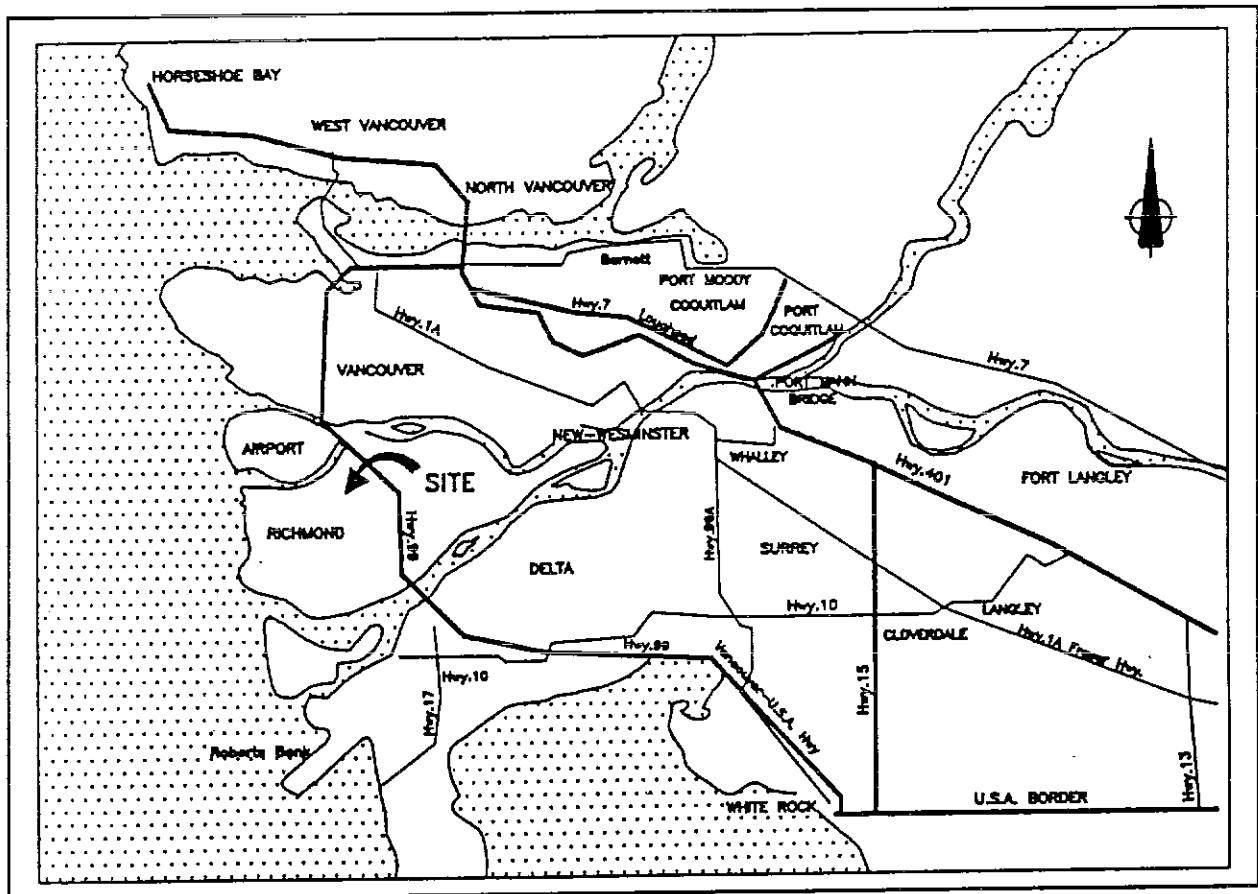 HORSESHOE BAY
WEST VANCOUVER
NORTH VANCOUVER
Barnett
PORT MOODY
COQUITLAM
Hwy.7
Lougheed
PORT
COQUITLAM
Hwy.1A
Hwy.7
VANCOUVER
PORT MANN
BRIDGE
NEW-WESMINSTER
AIRPORT
WHALLEY
Hwy.401
FORT LANGLEY
SITE
RICHMOND
Hwy.99
Hwy.99A
SURREY
DELTA
Hwy.10
LANGLEY
CLOVERDALE
Hwy.1A Fraser Hwy.
Hwy.99
Vancouver-U.S.A. Hwy
Hwy.10
Hwy.15
Hwy.17
Roberts Bank
Hwy.13
WHITE ROCK
U.S.A. BORDER